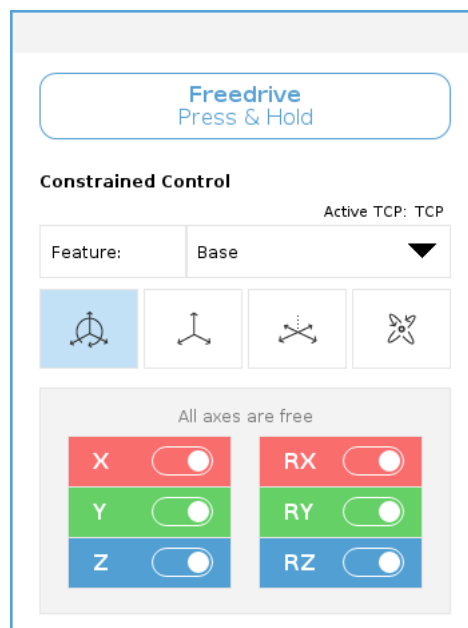 Freedrive
Press & Hold
Constrained Control
Active TCP: TCP
Feature: Base
All axes are free
X RX
Y RY
Z RZ